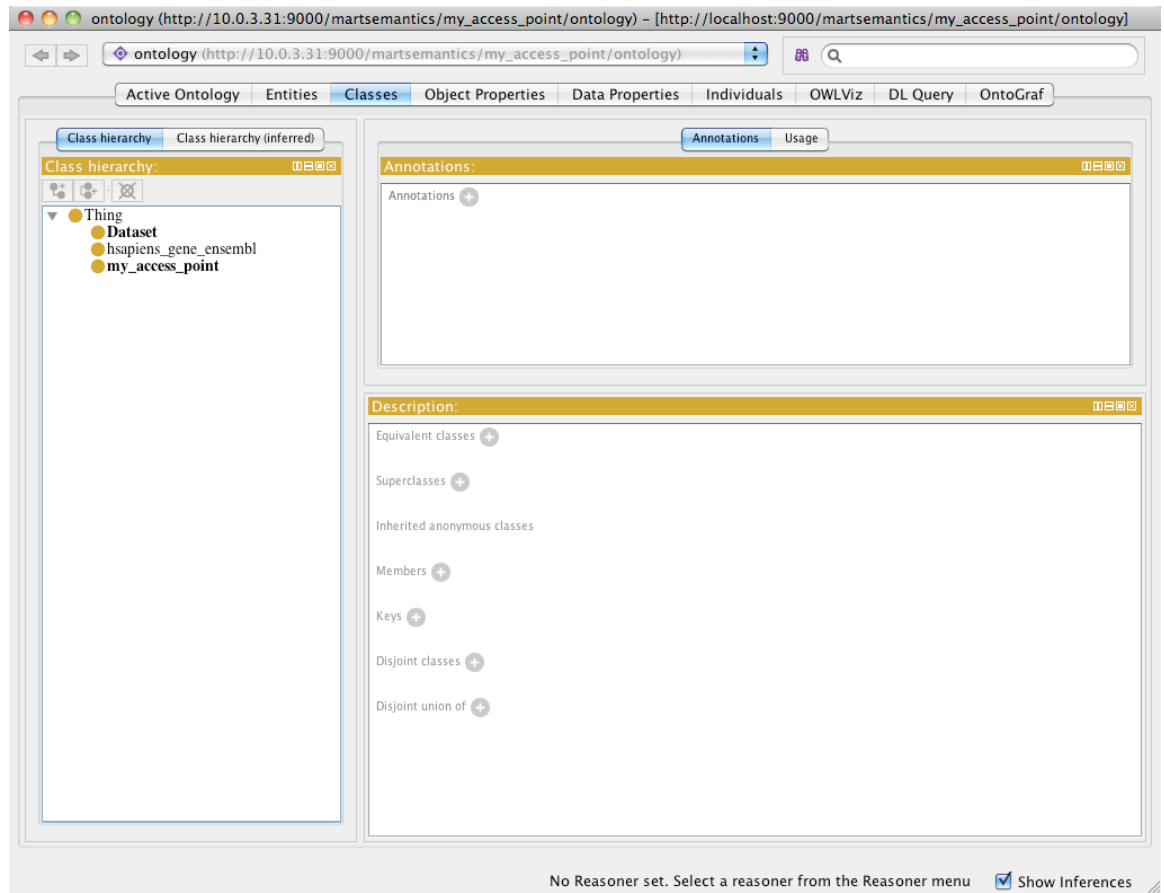 ontology (http://10.0.3.31:9000/martsemantics/my_access_point/ontology) – [http://localhost:9000/martsemantics/my_access_point/ontology]
ontology (http://10.0.3.31:9000/martsemantics/my_access_point/ontology)
Active Ontology Entities Classes Object Properties Data Properties Individuals OWLViz DL Query OntoGraf
Class hierarchy Class hierarchy (inferred)
Class hierarchy:
Thing
Dataset
hsapiens_gene_ensembl
my_access_point
Annotations Usage
Annotations:
Annotations
Description:
Equivalent classes
Superclasses
Inherited anonymous classes
Members
Keys
Disjoint classes
Disjoint union of
No Reasoner set. Select a reasoner from the Reasoner menu Show Inferences